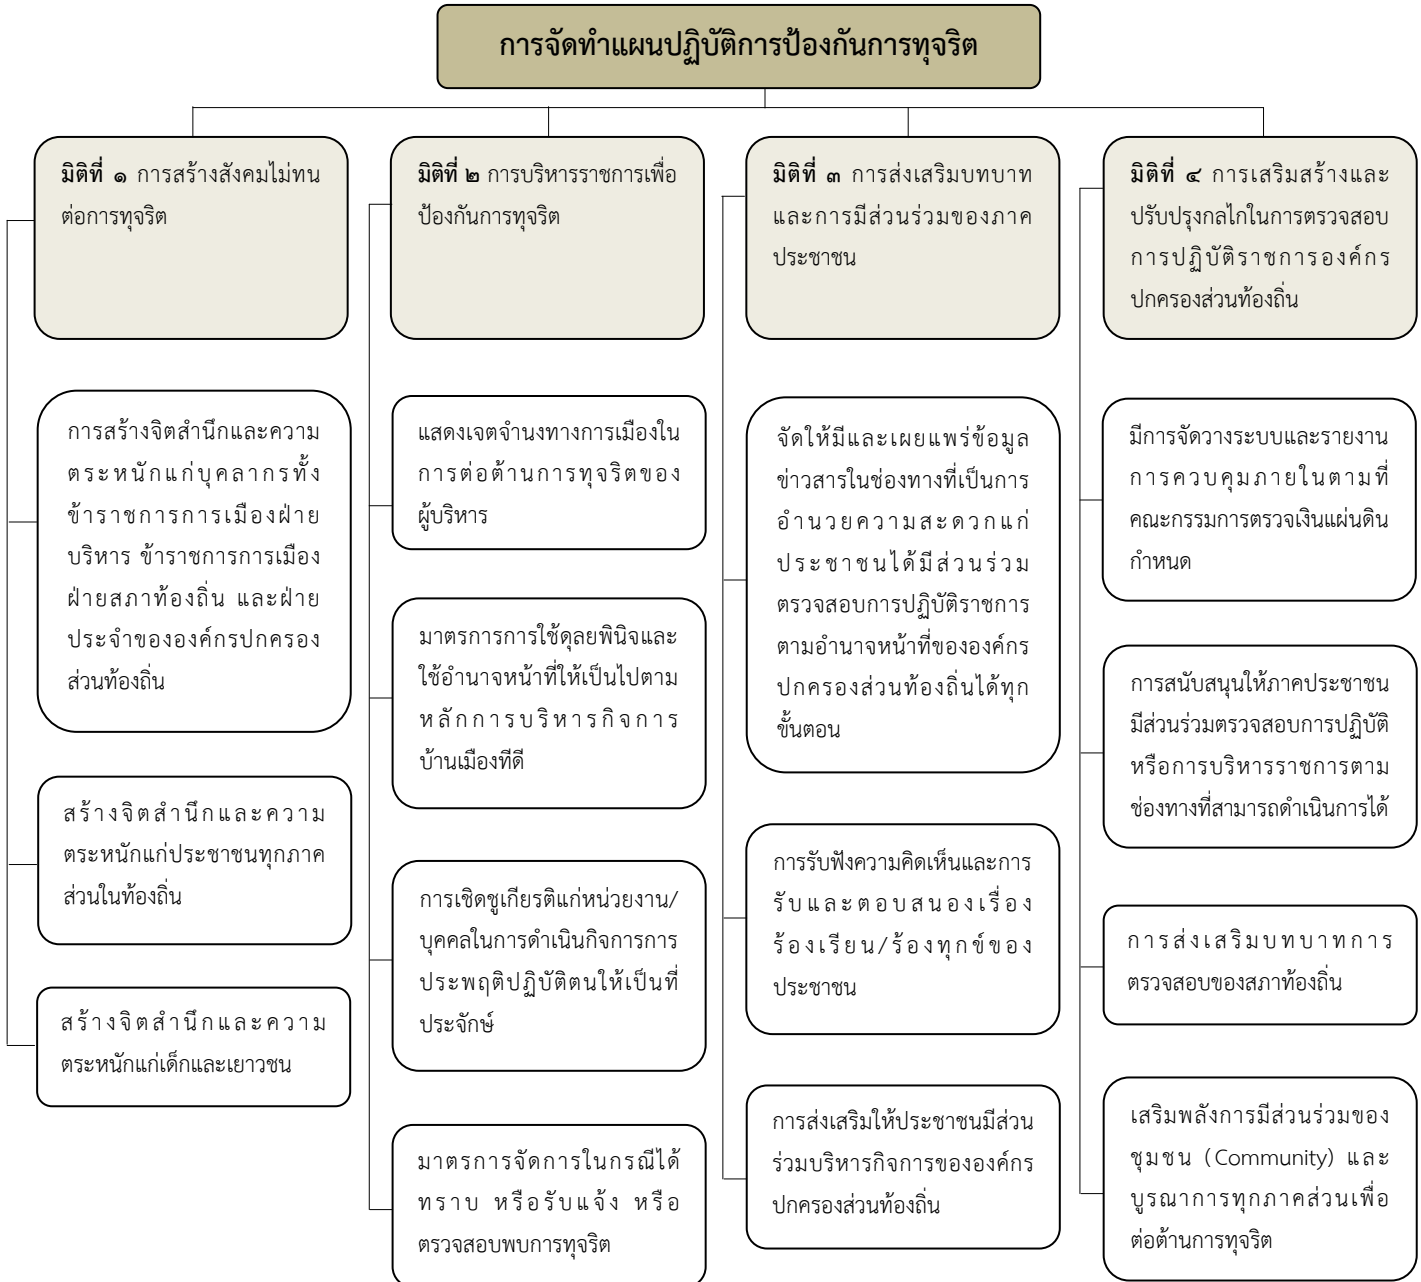 การจัดทำแผนปฏิบัติการป้องกันการทุจริต
มิติที่ ๑ การสร้างสังคมไม่ทน
ต่อการทุจริต
การสร้างจิตสำนึกและความ
ตระหนักแก่บุคลากรทั้ง
ข้าราชการการเมืองฝ่าย
บริหาร ข้าราชการการเมือง
ฝ่ายสภาท้องถิ่น และฝ่าย
ประจำขององค์กรปกครอง
ส่วนท้องถิ่น
สร้างจิตสำนึกและความ
ตระหนักแก่ประชาชนทุกภาค
ส่วนในท้องถิ่น
สร้างจิตสำนึกและความ
ตระหนักแก่เด็กและเยาวชน
มิติที่ ๒ การบริหารราชการเพื่อ
ป้องกันการทุจริต
แสดงเจตจำนงทางการเมืองใน
การต่อต้านการทุจริตของ
ผู้บริหาร
มาตรการการใช้ดุลยพินิจและ
ใช้อำนาจหน้าที่ให้เป็นไปตาม
หลักการบริหารกิจการ
บ้านเมืองทีดี
การเชิดชูเกียรติแก่หน่วยงาน/
บุคคลในการดำเนินกิจการการ
ประพฤติปฏิบัติตนให้เป็นที่
ประจักษ์
มาตรการจัดการในกรณีได้
ทราบ หรือรับแจ้ง หรือ
ตรวจสอบพบการทุจริต
มิติที่ ๓ การส่งเสริมบทบาท
และการมีส่วนร่วมของภาค
ประชาชน
จัดให้มีและเผยแพร่ข้อมูล
ข่าวสารในช่องทางที่เป็นการ
อำนวยความสะดวกแก่
ประชาชนได้มีส่วนร่วม
ตรวจสอบการปฏิบัติราชการ
ตามอำนาจหน้าที่ขององค์กร
ปกครองส่วนท้องถิ่นได้ทุก
ขั้นตอน
การรับฟังความคิดเห็นและการ
รับและตอบสนองเรื่อง
ร้องเรียน/ร้องทุกข์ของ
ประชาชน
การส่งเสริมให้ประชาชนมีส่วน
ร่วมบริหารกิจการขององค์กร
ปกครองส่วนท้องถิ่น
มิติที่ ๔ การเสริมสร้างและ
ปรับปรุงกลไกในการตรวจสอบ
การปฏิบัติราชการองค์กร
ปกครองส่วนท้องถิ่น
มีการจัดวางระบบและรายงาน
การควบคุมภายในตามที่
คณะกรรมการตรวจเงินแผ่นดิน
กำหนด
การสนับสนุนให้ภาคประชาชน
มีส่วนร่วมตรวจสอบการปฏิบัติ
หรือการบริหารราชการตาม
ช่องทางที่สามารถดำเนินการได้
การส่งเสริมบทบาทการ
ตรวจสอบของสภาท้องถิ่น
เสริมพลังการมีส่วนร่วมของ
ชุมชน (Community) และ
บูรณาการทุกภาคส่วนเพื่อ
ต่อต้านการทุจริต